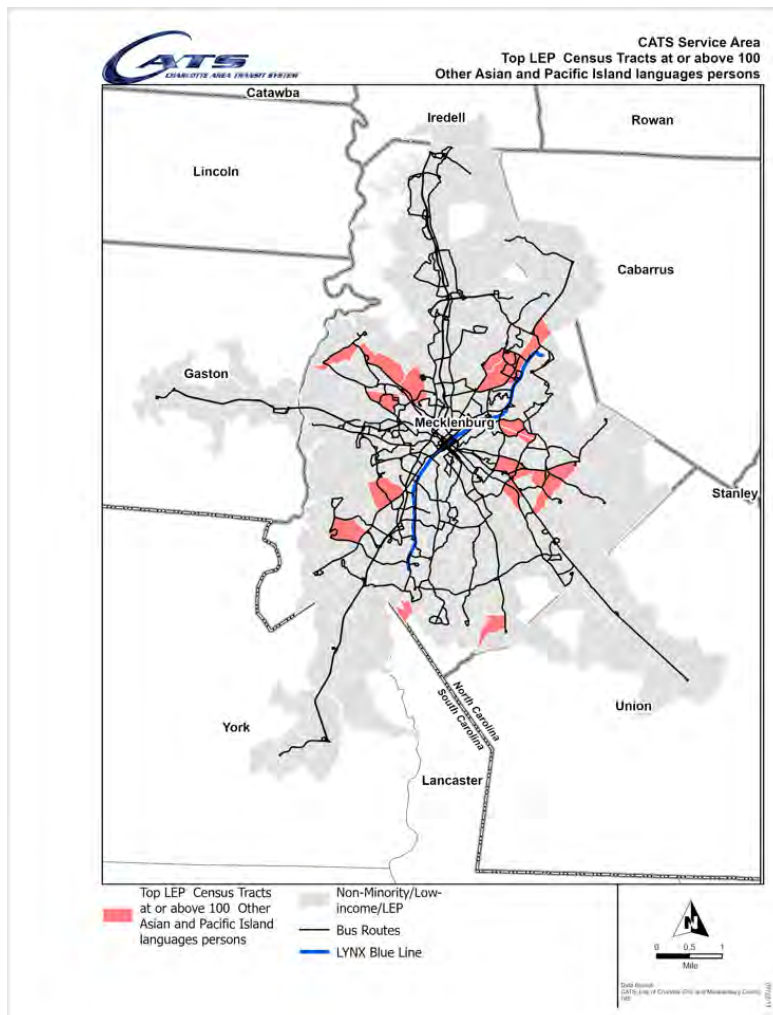 CATS
CHARLOTTE AREA TRANSIT SYSTEM
CATS Service Area
Top LEP Census Tracts at or above 100
Other Asian and Pacific Island languages persons
Catawba
Iredell
Rowan
Lincoln
Cabarrus
Gaston
Mecklenburg
Stanley
North Carolina
South Carolina
Union
York
Lancaster
Top LEP Census Tracts
at or above 100 Other
Asian and Pacific Island
languages persons
Non-Minority/Low-
income/LEP
Bus Routes
LYNX Blue Line
N
0 0.5 1
Mile